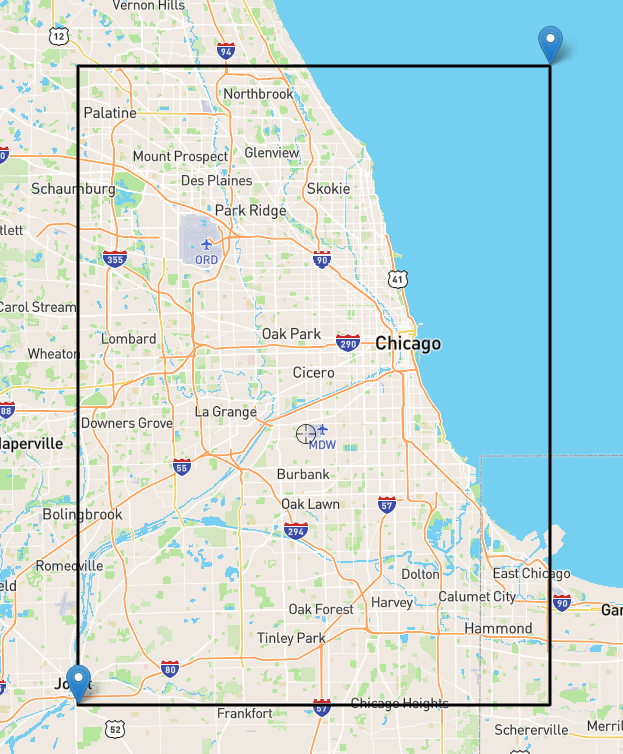 Vernon Hills
12
94
Northbrook
Palatine
Mount Prospect
Glenview
0
Des Plaines
Schaumburg
Skokie
Park Ridge
tlett
ORD
355
90
41
Carol Stream
Oak Park
Lombard
290
Chicago
Wheaton
Cicero
88
La Grange
Downers Grove
MDW
Naperville
55
Burbank
Oak Lawn
57
Bolingbrook
294
Romeoville
Dolton
East Chicago
eld
Calumet City
Harvey
90
Oak Forest
Gar
Hammond
Tinley Park
80
Joliet
Chicago Heights
57
Frankfort
52
Schererville
Merril